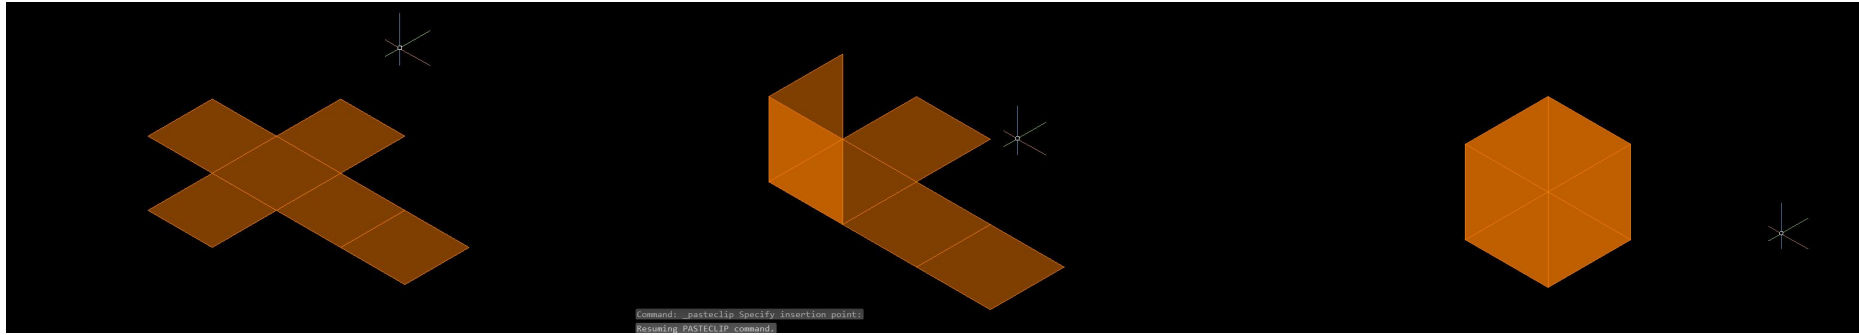 Command: _pasteclip Specify insertion point:
Resuming PASTECLIP command.